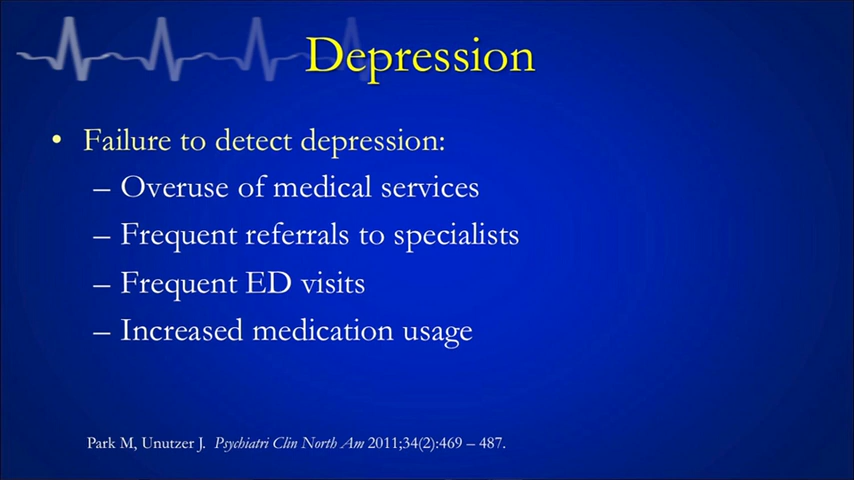 Depression
• Failure to detect depression:
– Overuse of medical services
– Frequent referrals to specialists
– Frequent ED visits
– Increased medication usage
Park M, Unutzer J. Psychiatri Clin North Am 2011;34(2):469 – 487.